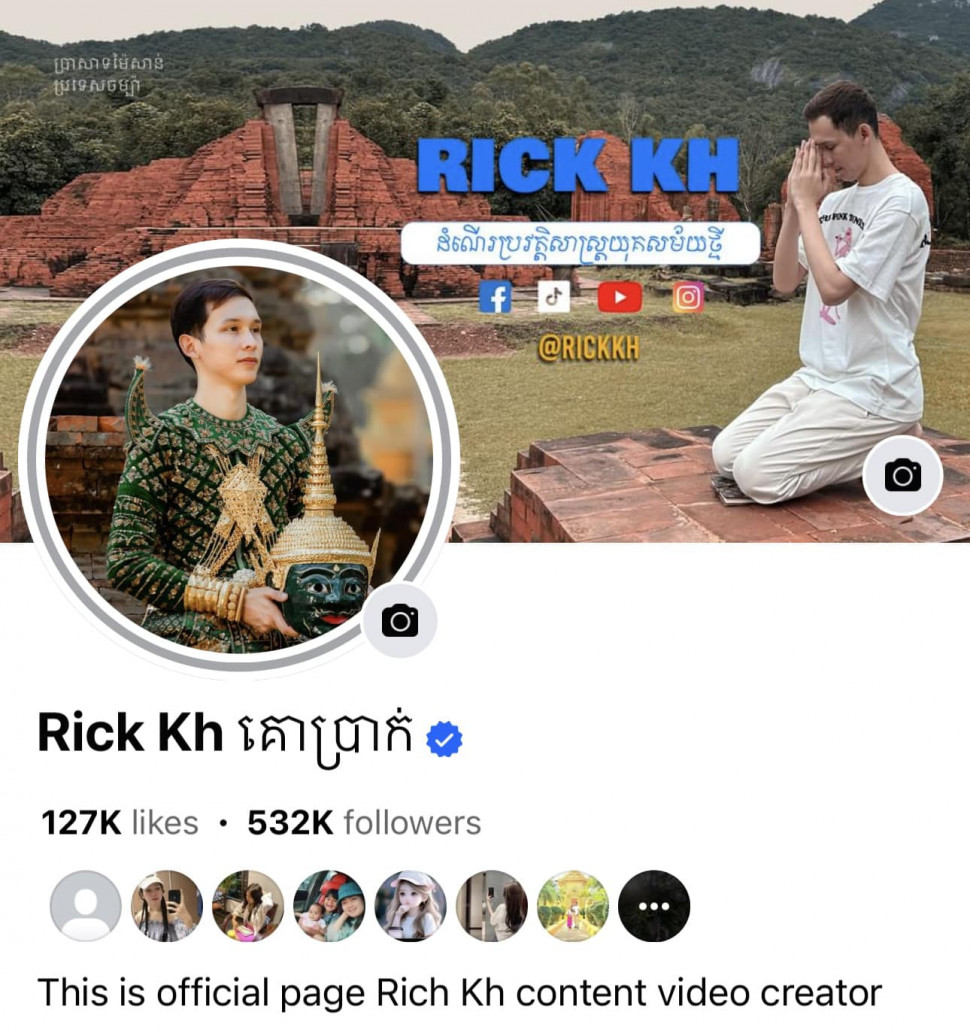 ប្រាសាទម៉ៃសាន់
ប្រទេសចម្ប៉ា
RICK KH
ដំណើរប្រវត្តិសាស្ត្រយុគសម័យថ្មី
@RICKKH
Rick Kh គោប្រាក់
127K likes · 532K followers
This is official page Rich Kh content video creator